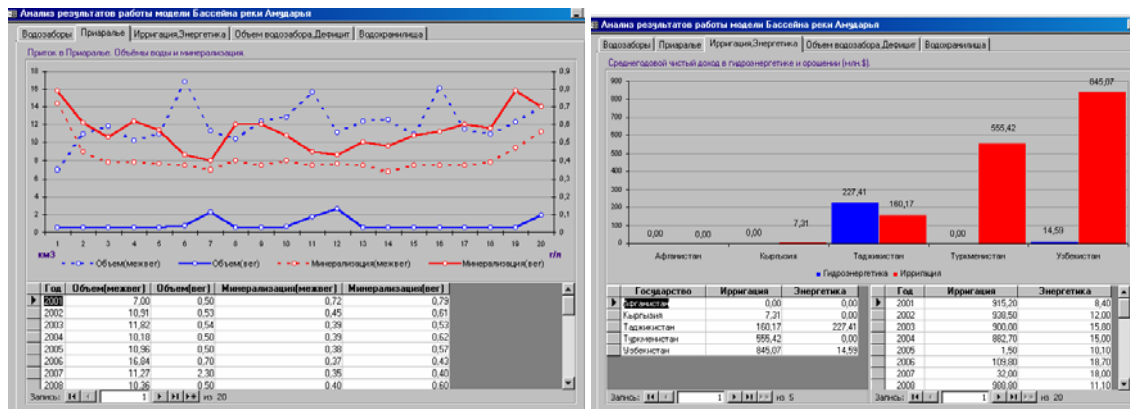 Анализ результатов работы модели Бассейна реки Амударья
Водозаборы Приаралье Ирригация,Энергетика Объем водозабора,Дефицит Водохранилища
Приток в Приаралье. Объёмы воды и минерализация.
18 0,9
16 0,8
14 0,7
12 0,6
10 0,5
8 0,4
6 0,3
4 0,2
2 0,1
0 0
1 2 3 4 5 6 7 8 9 10 11 12 13 14 15 16 17 18 19 20
км3 г/л
Объем(межвег) Объем(вег) Минерализация(межвег) Минерализация(вег)
Год Объем(межвег) Объем(вег) Минерализация(межвег) Минерализация(вег)
2001 7,00 0,50 0,72 0,79
2002 10,91 0,53 0,45 0,61
2003 11,82 0,54 0,39 0,53
2004 10,18 0,50 0,39 0,62
2005 10,96 0,50 0,38 0,57
2006 16,84 0,70 0,37 0,43
2007 11,27 2,30 0,35 0,40
2008 10,36 0,50 0,40 0,60
Запись: 1 из 20
Анализ результатов работы модели Бассейна реки Амударья
Водозаборы Приаралье Ирригация,Энергетика Объем водозабора,Дефицит Водохранилища
Среднегодовой чистый доход в гидроэнергетике и орошении (млн.$).
900
800
700
600
500
400
300
200
100
0
0,00 0,00 0,00 7,31 227,41 160,17 0,00 555,42 14,59 845,07
Афганистан Кыргызия Таджикистан Туркменистан Узбекистан
Гидроэнергетика Ирригация
Государство Ирригация Энергетика
Афганистан 0,00 0,00
Кыргызия 7,31 0,00
Таджикистан 160,17 227,41
Туркменистан 555,42 0,00
Узбекистан 845,07 14,59
Запись: 1 из 5
Год Ирригация Энергетика
2001 915,20 8,40
2002 938,50 12,00
2003 900,00 15,80
2004 882,70 15,00
2005 1,50 10,10
2006 109,80 18,70
2007 32,00 18,00
2008 908,80 11,10
Запись: 1 из 20